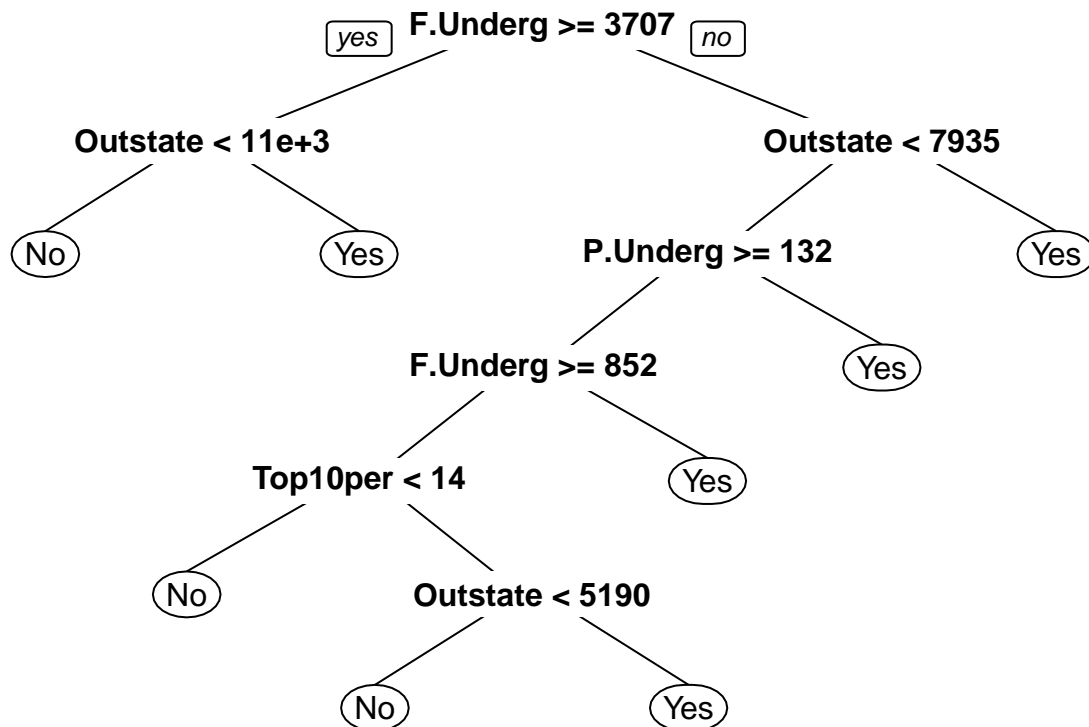 F.Underg >= 3707
yes
no
Outstate < 11e+3
Outstate < 7935
No
Yes
P.Underg >= 132
Yes
F.Underg >= 852
Yes
Top10per < 14
Yes
No
Outstate < 5190
No
Yes